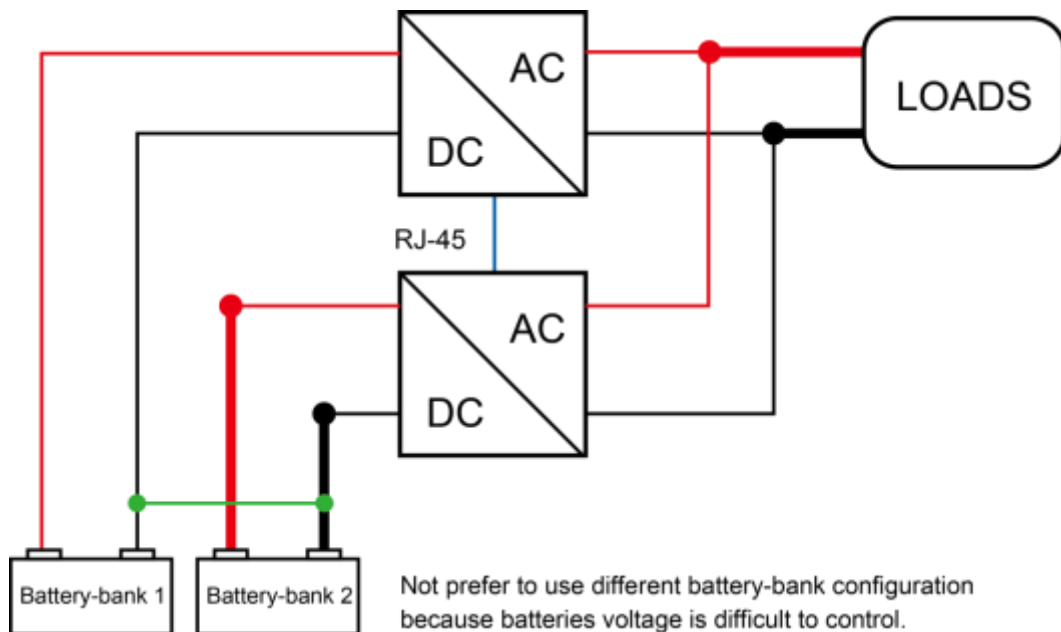 AC
LOADS
DC
RJ-45
AC
DC
Battery-bank 1
Battery-bank 2
Not prefer to use different battery-bank configuration
because batteries voltage is difficult to control.